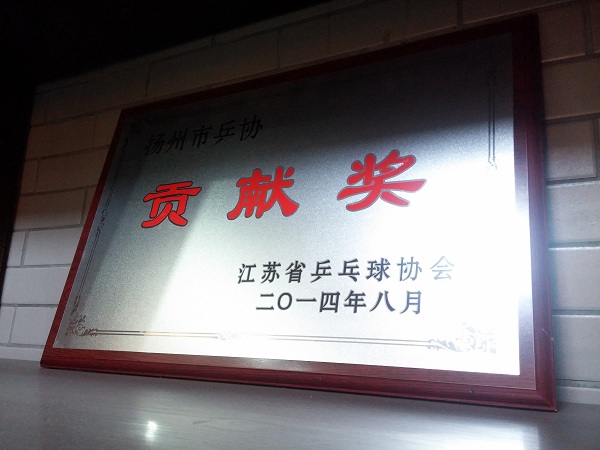 扬州市乒协
贡献奖
江苏省乒乓球协会
二〇一四年八月